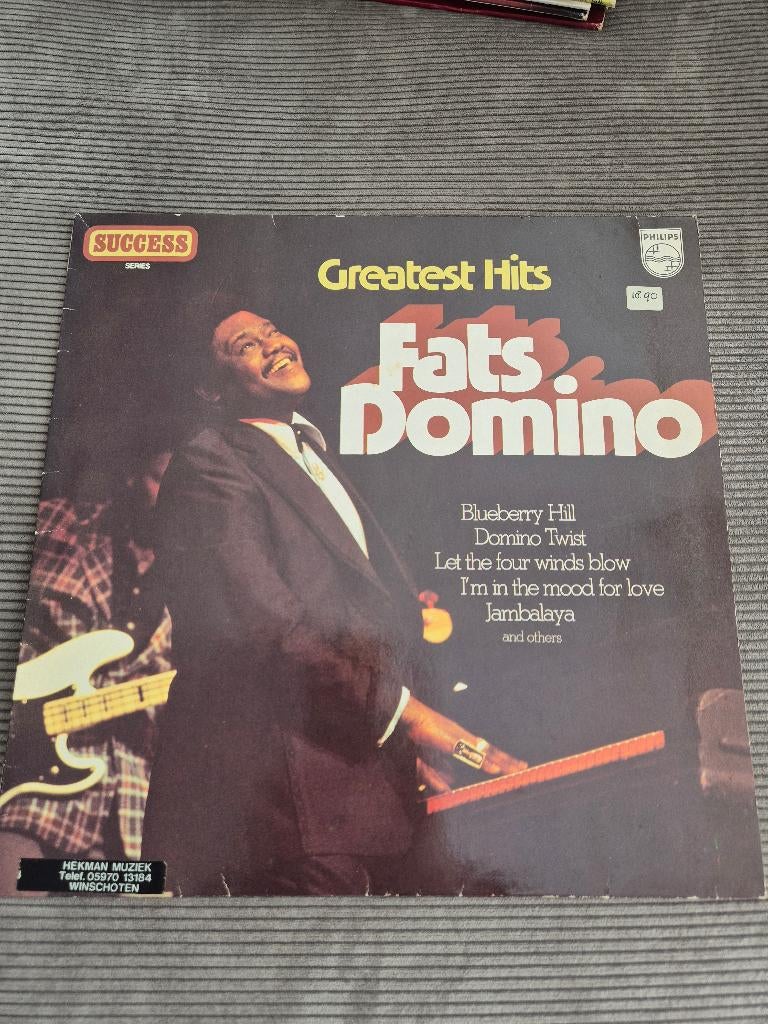 SUCCESS
SERIES
PHILIPS
Greatest Hits
18.90
Fats
Domino
Blueberry Hill
Domino Twist
Let the four winds blow
I'm in the mood for love
Jambalaya
and others
HEKMAN MUZIEK
Telef. 05970 13184
WINSCHOTEN